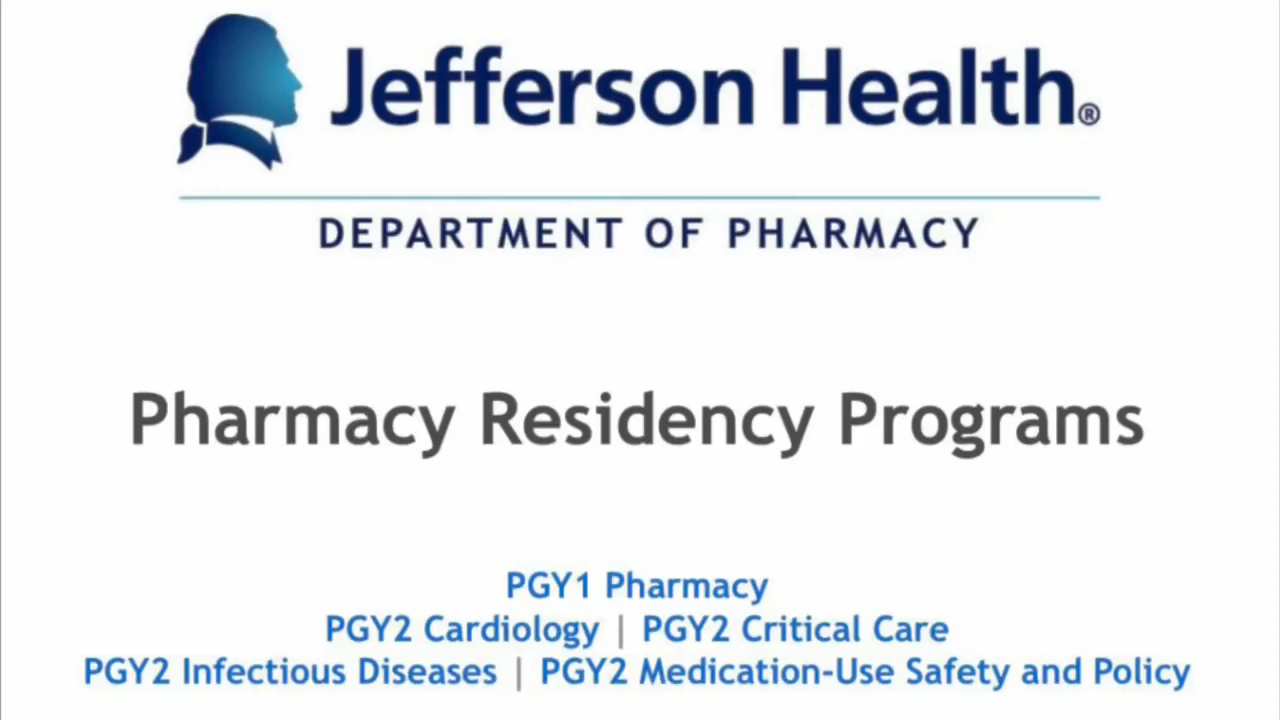 Jefferson Health®
DEPARTMENT OF PHARMACY
Pharmacy Residency Programs
PGY1 Pharmacy
PGY2 Cardiology | PGY2 Critical Care
PGY2 Infectious Diseases | PGY2 Medication-Use Safety and Policy